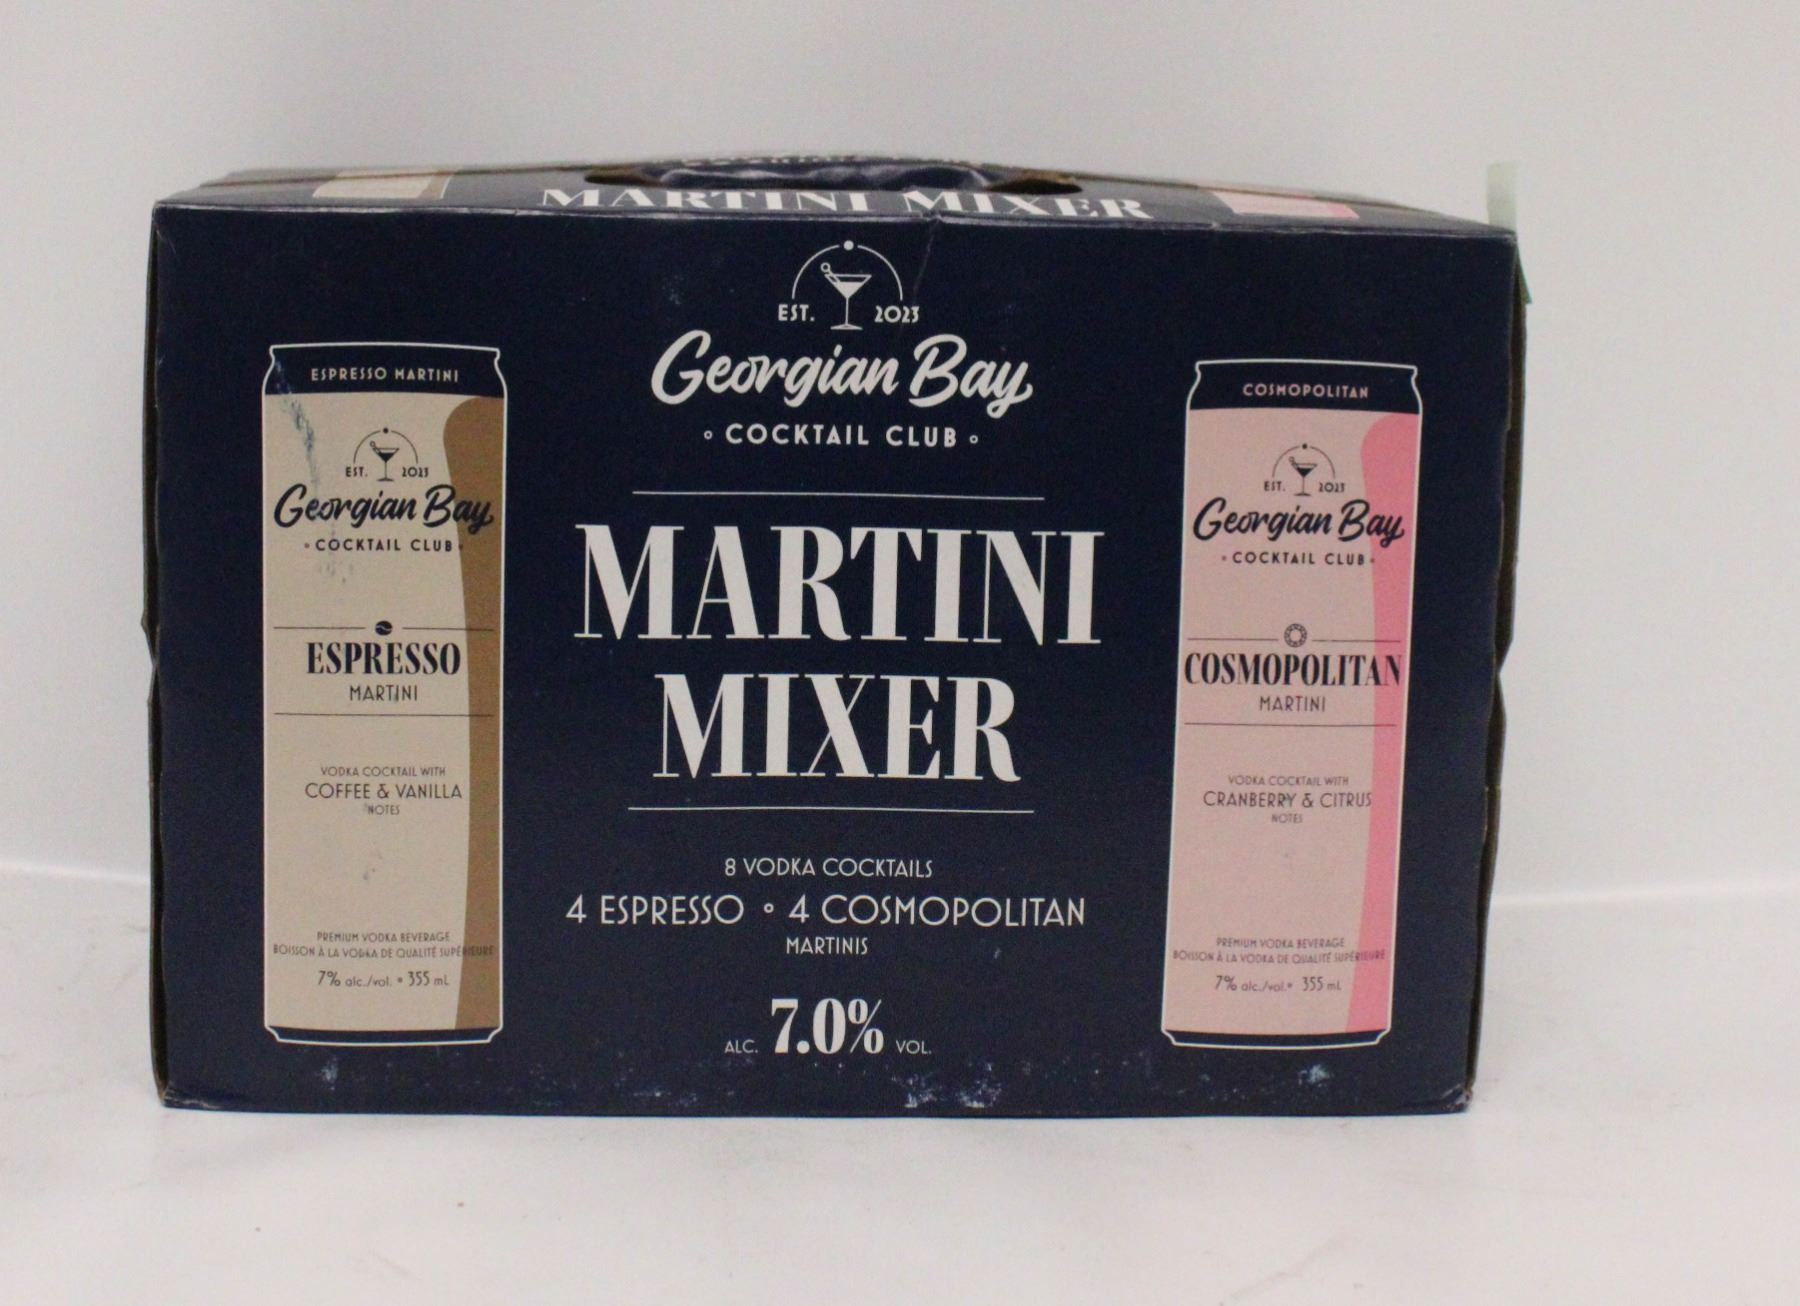 MARTINI MIXER
EST. 2023
Georgian Bay
COCKTAIL CLUB
MARTINI
MIXER
8 VODKA COCKTAILS
4 ESPRESSO ° 4 COSMOPOLITAN
MARTINIS
ALC. 7.0% VOL.
ESPRESSO MARTINI
EST. 2023
Georgian Bay
COCKTAIL CLUB
ESPRESSO
MARTINI
VODKA COCKTAIL WITH
COFFEE & VANILLA
NOTES
PREMIUM VODKA BEVERAGE
BOISSON À LA VODKA DE QUALITÉ SUPÉRIEURE
7% alc./vol. • 355 mL
COSMOPOLITAN
EST. 2023
Georgian Bay
COCKTAIL CLUB
COSMOPOLITAN
MARTINI
VODKA COCKTAIL WITH
CRANBERRY & CITRUS
NOTES
PREMIUM VODKA BEVERAGE
BOISSON À LA VODKA DE QUALITÉ SUPÉRIEURE
7% alc./vol.• 355 mL